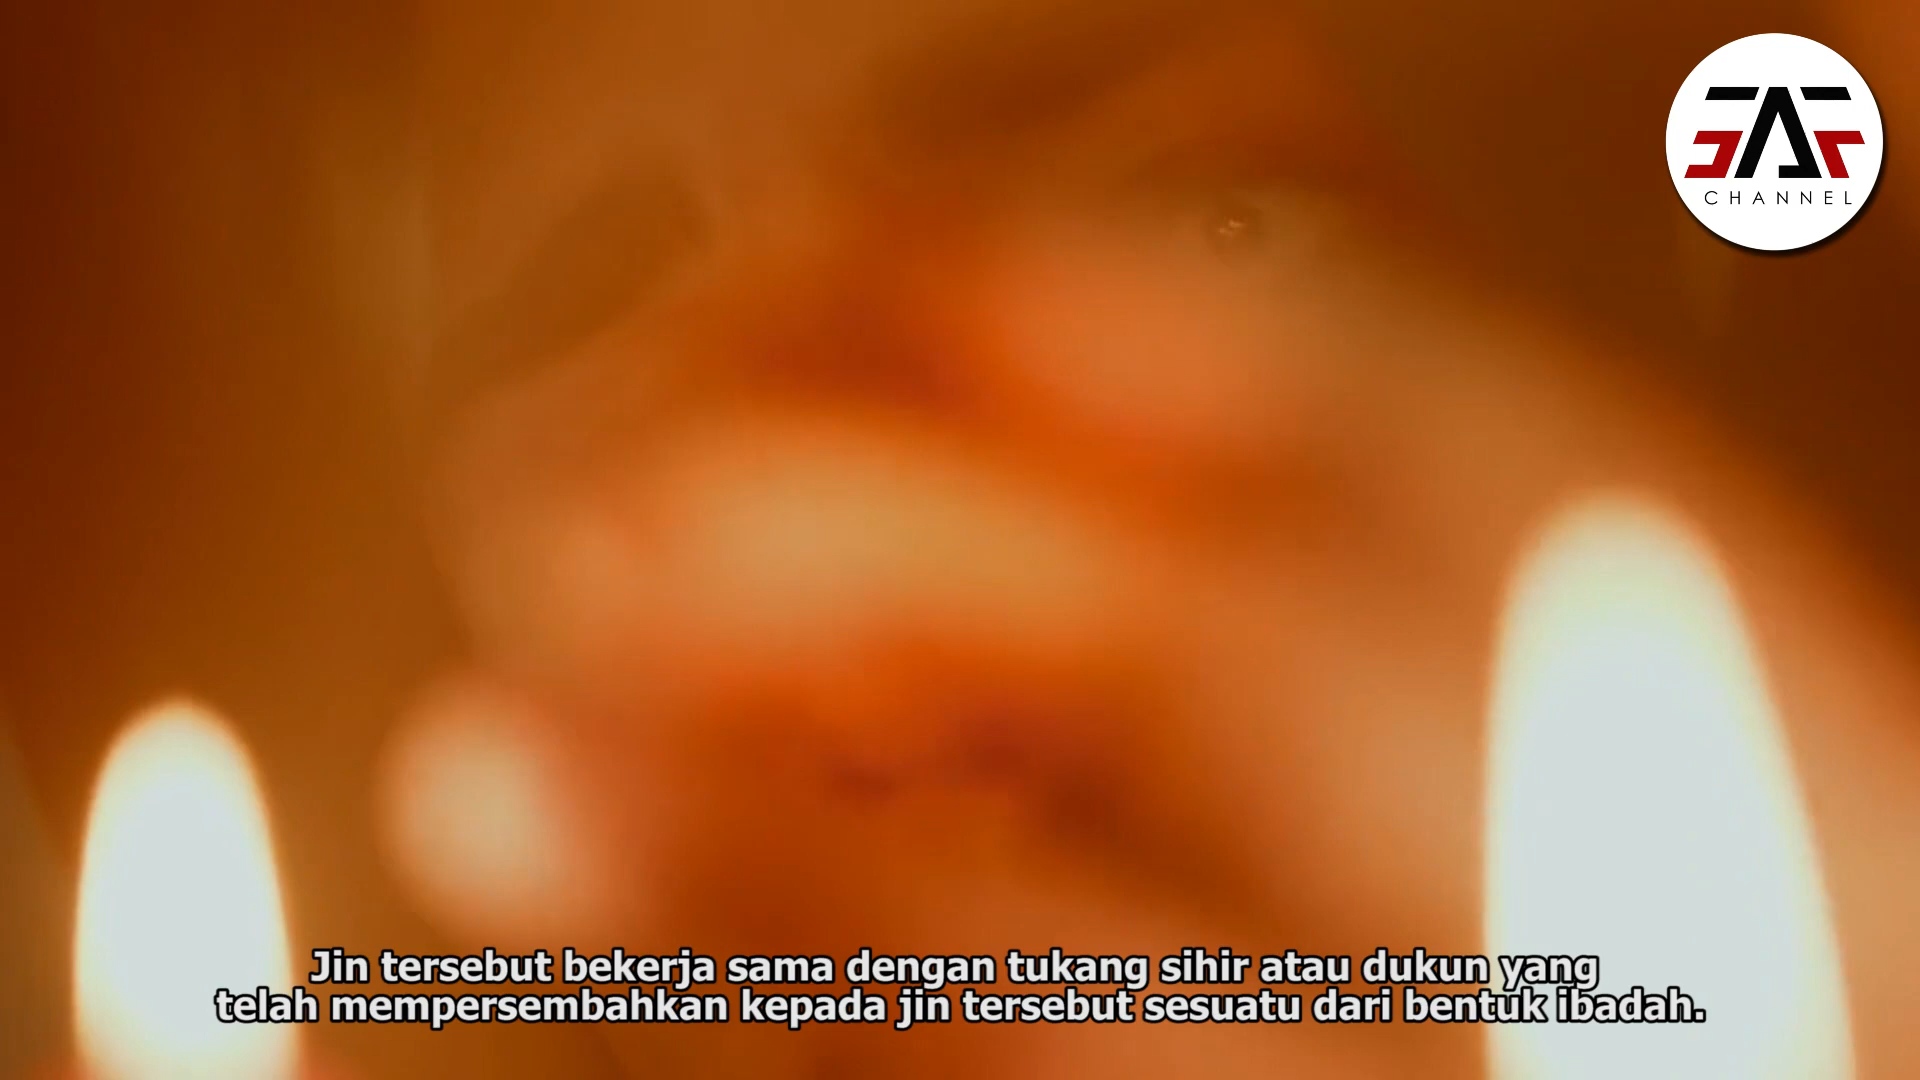 CHANNEL
Jin tersebut bekerja sama dengan tukang sihir atau dukun yang
telah mempersembahkan kepada jin tersebut sesuatu dari bentuk ibadah.